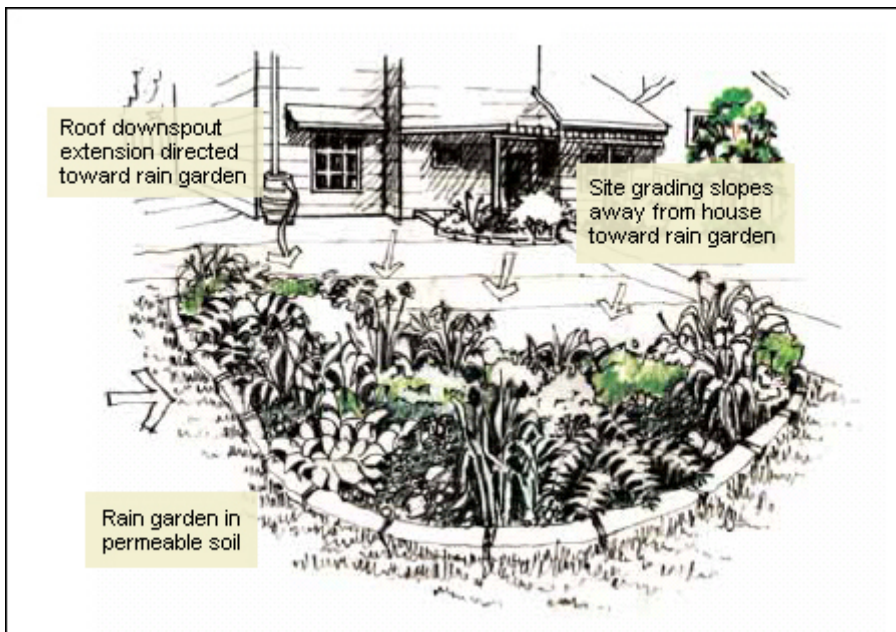 Roof downspout
extension directed
toward rain garden
Site grading slopes
away from house
toward rain garden
Rain garden in
permeable soil